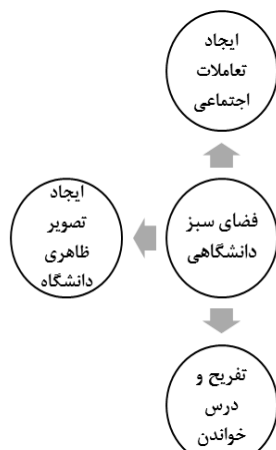 ایجاد
تعاملات
اجتماعی
فضای سبز
دانشگاهی
ایجاد
تصویر
ظاهری
دانشگاه
تفریح و
درس
خواندن